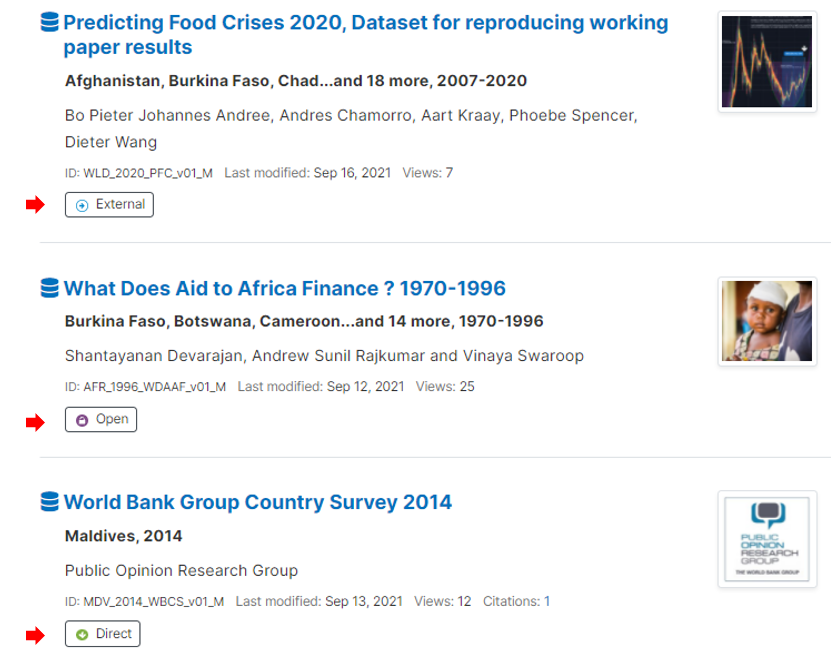 Predicting Food Crises 2020, Dataset for reproducing working
paper results
Afghanistan, Burkina Faso, Chad...and 18 more, 2007-2020
Bo Pieter Johannes Andree, Andres Chamorro, Aart Kraay, Phoebe Spencer,
Dieter Wang
ID: WLD_2020_PFC_v01_M Last modified: Sep 16, 2021 Views: 7
External
What Does Aid to Africa Finance ? 1970-1996
Burkina Faso, Botswana, Cameroon...and 14 more, 1970-1996
Shantayanan Devarajan, Andrew Sunil Rajkumar and Vinaya Swaroop
ID: AFR_1996_WDAAF_v01_M Last modified: Sep 12, 2021 Views: 25
Open
World Bank Group Country Survey 2014
Maldives, 2014
Public Opinion Research Group
ID: MDV_2014_WBCS_v01_M Last modified: Sep 13, 2021 Views: 12 Citations: 1
Direct
PUBLIC
OPINION
RESEARCH
GROUP
THE WORLD BANK GROUP